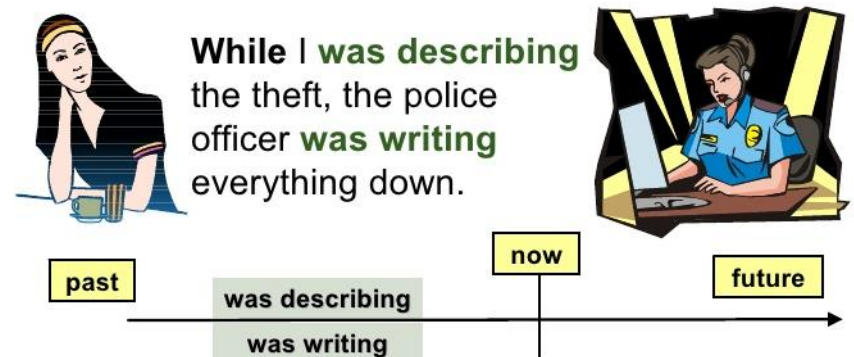 While I was describing
the theft, the police
officer was writing
everything down.
now
past
future
was describing
was writing